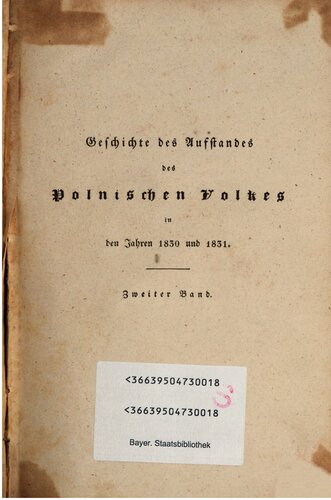 Geschichte des Aufstandes
des
Polnischen Volkes
in
den Jahren 1830 und 1831.
Zweiter Band.
<36639504730018
<36639504730018
Bayer. Staatsbibliothek